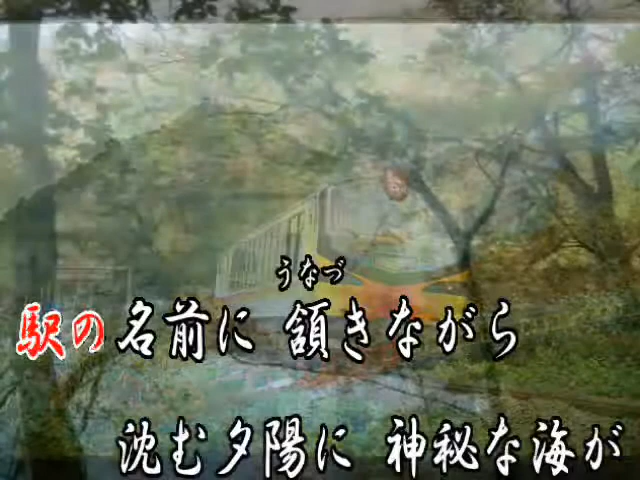 うなづ
駅の名前に 頷きながら
沈む夕陽に 神秘な海が